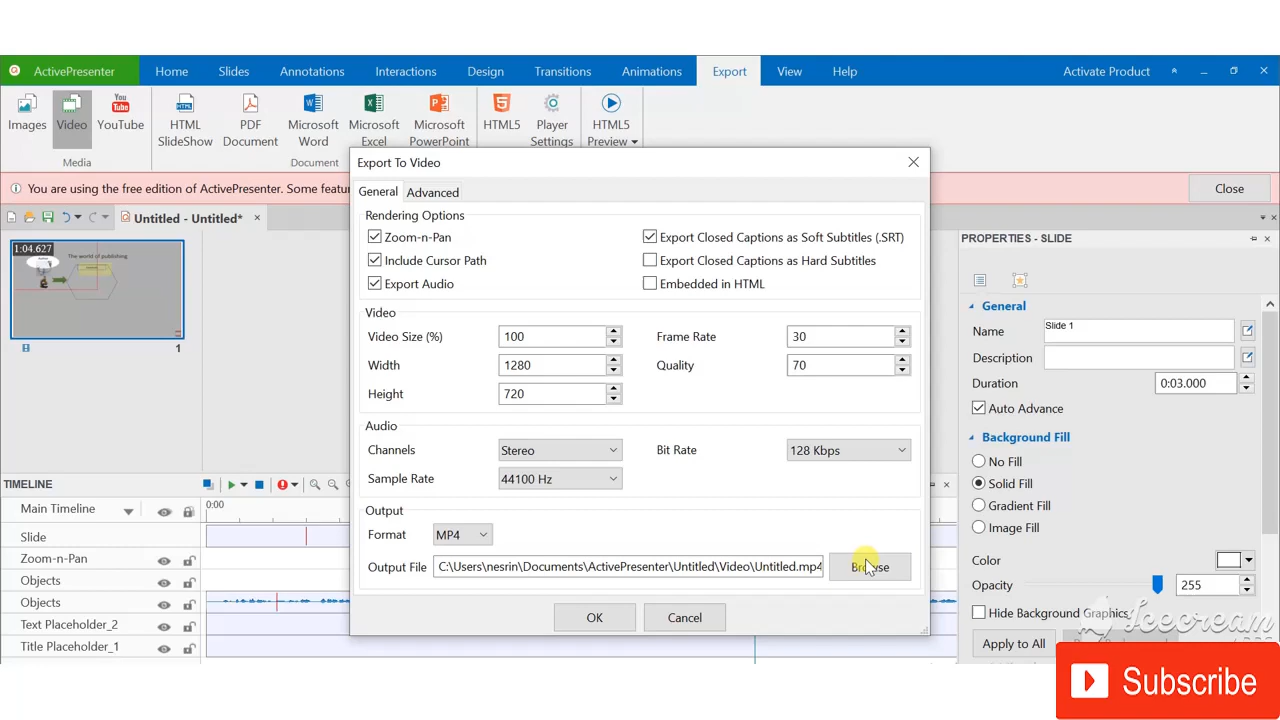 ActivePresenter Home Slides Annotations Interactions Design Transitions Animations Export View Help Activate Product
Images Video YouTube HTML SlideShow PDF Document Microsoft Word Microsoft Excel Microsoft PowerPoint HTML5 Player Settings HTML5 Preview
Media Document
You are using the free edition of ActivePresenter. Some featu
Close
Untitled - Untitled*
1:04.627
The world of publishing
1
Export To Video
General Advanced
Rendering Options
Zoom-n-Pan Export Closed Captions as Soft Subtitles (.SRT)
Include Cursor Path Export Closed Captions as Hard Subtitles
Export Audio Embedded in HTML
Video
Video Size (%) 100 Frame Rate 30
Width 1280 Quality 70
Height 720
Audio
Channels Stereo Bit Rate 128 Kbps
Sample Rate 44100 Hz
Output
Format MP4
Output File C:\Users\nesrin\Documents\ActivePresenter\Untitled\Video\Untitled.mp4 Browse
OK Cancel
PROPERTIES - SLIDE
General
Name Slide 1
Description
Duration 0:03.000
Auto Advance
Background Fill
No Fill
Solid Fill
Gradient Fill
Image Fill
Color
Opacity 255
Hide Background Graphics
Apply to All
TIMELINE
Main Timeline 0:00
Slide
Zoom-n-Pan
Objects
Objects
Text Placeholder_2
Title Placeholder_1
Icecream
Subscribe